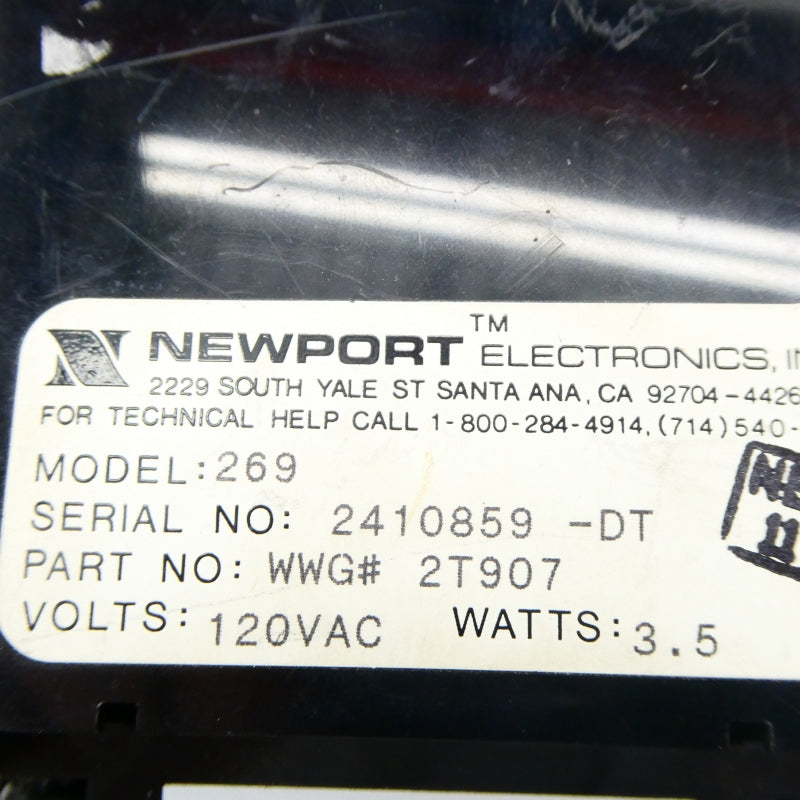 NEWPORT™ ELECTRONICS, IN
2229 SOUTH YALE ST SANTA ANA, CA 92704-4426
FOR TECHNICAL HELP CALL 1-800-284-4914, (714) 540-
MODEL: 269
SERIAL NO: 2410859 -DT
PART NO: WWG# 2T907
VOLTS: 120VAC WATTS: 3.5
11